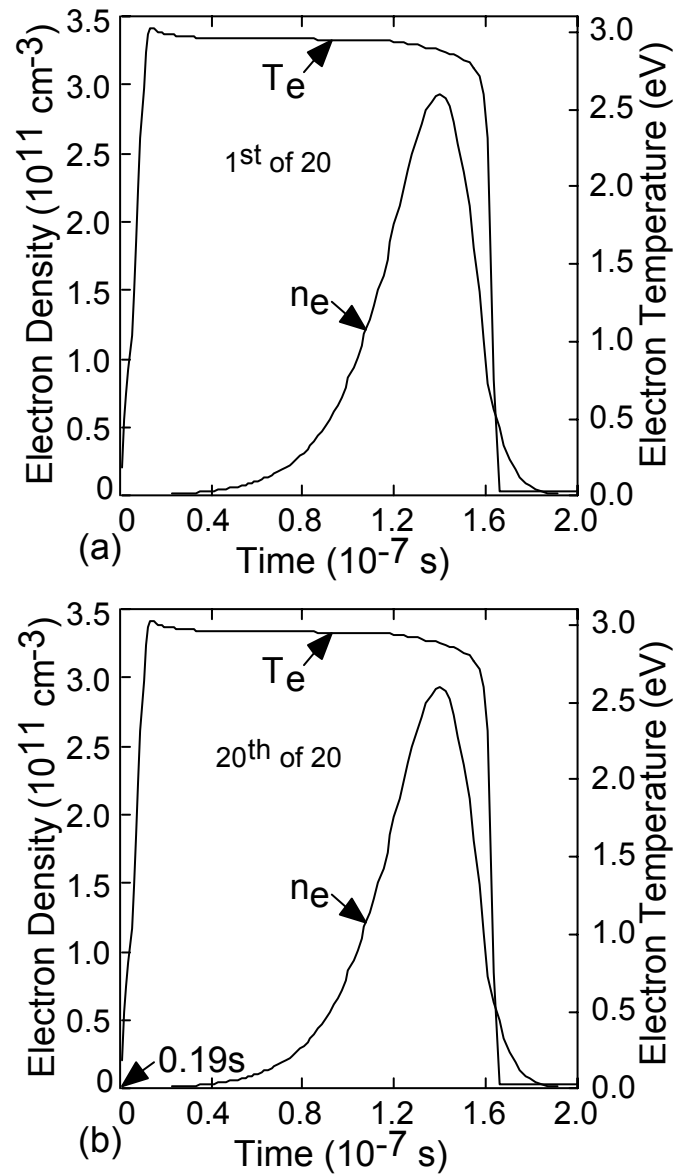 Electron Density (10^11 cm^-3)
3.5
3.0
2.5
2.0
1.5
1.0
0.5
0
T_e
1^st of 20
n_e
3.0
2.5
2.0
1.5
1.0
0.5
0.0
Electron Temperature (eV)
0 0.4 0.8 1.2 1.6 2.0
(a) Time (10^-7 s)
Electron Density (10^11 cm^-3)
3.5
3.0
2.5
2.0
1.5
1.0
0.5
0
T_e
20^th of 20
n_e
0.19s
3.0
2.5
2.0
1.5
1.0
0.5
0.0
Electron Temperature (eV)
0 0.4 0.8 1.2 1.6 2.0
(b) Time (10^-7 s)